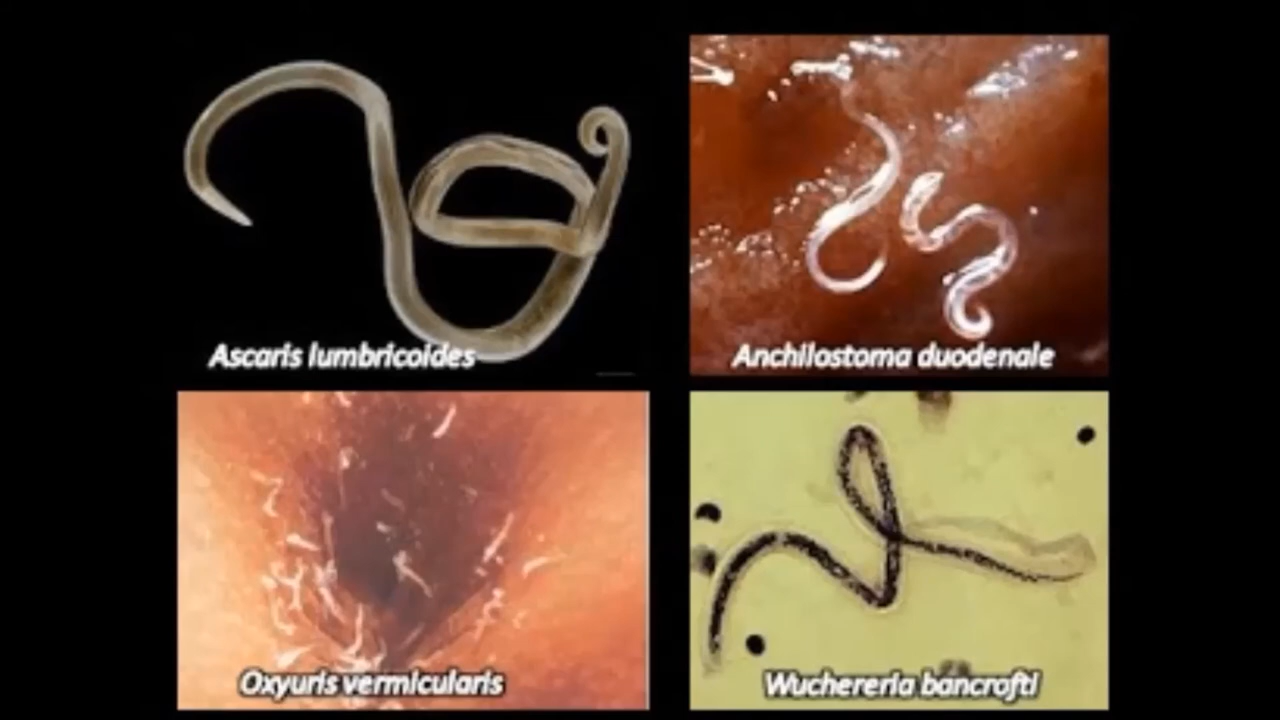 Ascaris lumbricoides
Anchilostoma duodenale
Oxyuris vermicularis
Wuchereria bancrofti